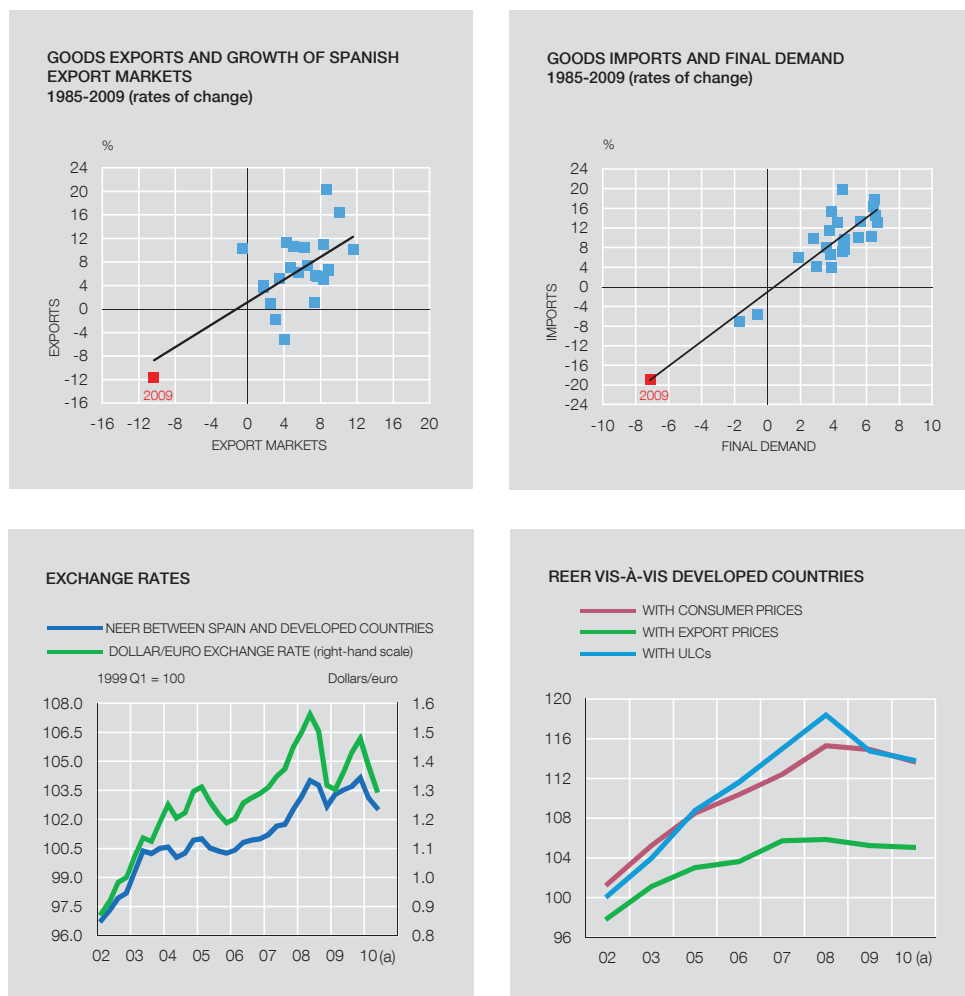 GOODS EXPORTS AND GROWTH OF SPANISH
EXPORT MARKETS
1985-2009 (rates of change)
%
24
20
16
12
8
4
0
-4
-8
-12
-16
EXPORTS
2009
-16 -12 -8 -4 0 4 8 12 16 20
EXPORT MARKETS
GOODS IMPORTS AND FINAL DEMAND
1985-2009 (rates of change)
%
24
20
16
12
8
4
0
-4
-8
-12
-16
-20
-24
IMPORTS
2009
-10 -8 -6 -4 -2 0 2 4 6 8 10
FINAL DEMAND
EXCHANGE RATES
NEER BETWEEN SPAIN AND DEVELOPED COUNTRIES
DOLLAR/EURO EXCHANGE RATE (right-hand scale)
1999 Q1 = 100 Dollars/euro
108.0 1.6
106.5 1.5
105.0 1.4
103.5 1.3
102.0 1.2
100.5 1.1
99.0 1.0
97.5 0.9
96.0 0.8
02 03 04 05 06 07 08 09 10 (a)
REER VIS-À-VIS DEVELOPED COUNTRIES
WITH CONSUMER PRICES
WITH EXPORT PRICES
WITH ULCs
120
116
112
108
104
100
96
02 03 05 06 07 08 09 10 (a)